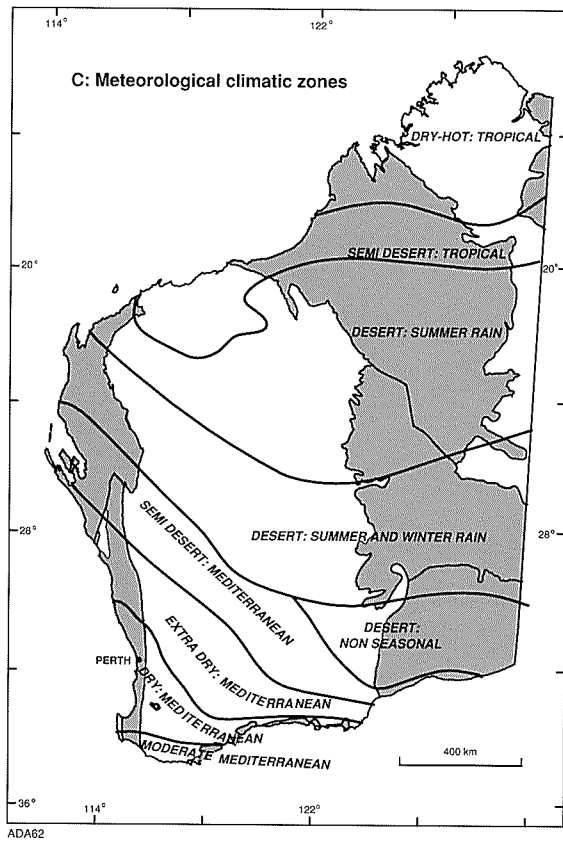 114°
122°
C: Meteorological climatic zones
DRY-HOT: TROPICAL
SEMI DESERT: TROPICAL
20°
20°
DESERT: SUMMER RAIN
SEMI DESERT: MEDITERRANEAN
DESERT: SUMMER AND WINTER RAIN
28°
28°
EXTRA DRY: MEDITERRANEAN
DESERT:
NON SEASONAL
PERTH
DRY: MEDITERRANEAN
MODERATE MEDITERRANEAN
400 km
36°
114°
122°
ADA62